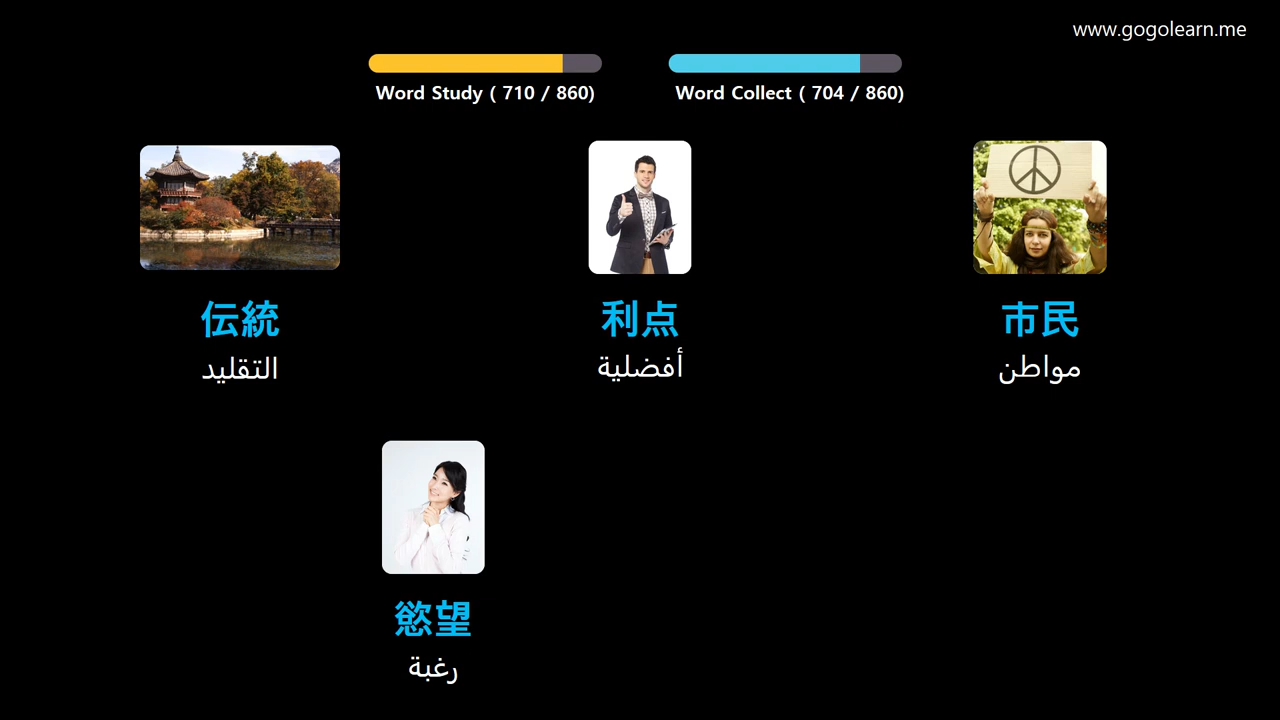 www.gogolearn.me
Word Study ( 710 / 860)
Word Collect ( 704 / 860)
伝統
التقليد
利点
أفضلية
市民
مواطن
慾望
رغبة